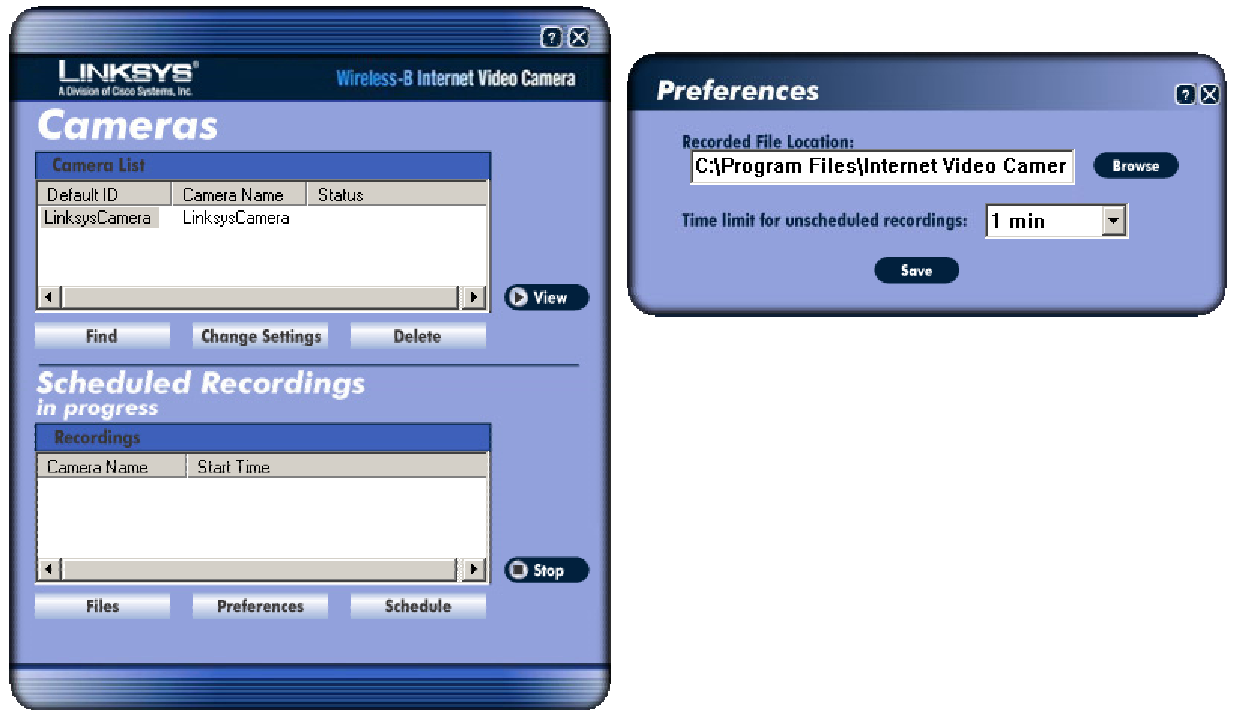 LINKSYS®
A Division of Cisco Systems, Inc.
Wireless-B Internet Video Camera
Cameras
Camera List
Default ID Camera Name Status
LinksysCamera LinksysCamera
View
Find Change Settings Delete
Scheduled Recordings
in progress
Recordings
Camera Name Start Time
Stop
Files Preferences Schedule
Preferences
Recorded File Location:
C:\Program Files\Internet Video Camer
Browse
Time limit for unscheduled recordings: 1 min
Save